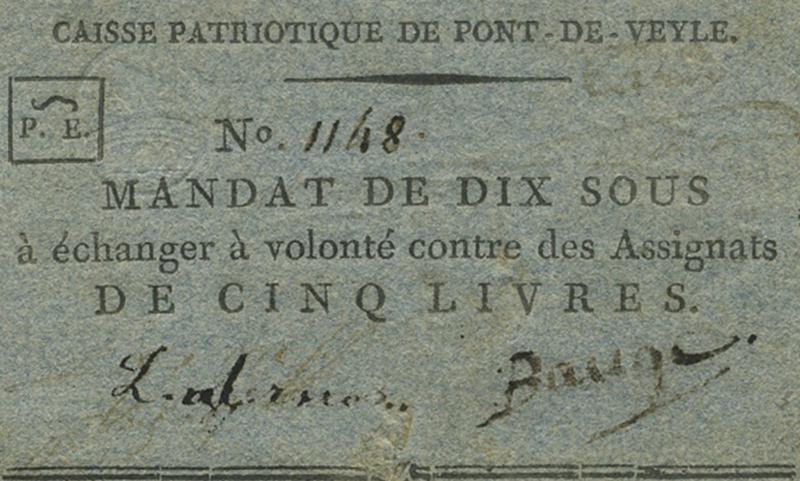 CAISSE PATRIOTIQUE DE PONT-DE-VEYLE.
P. E.
No. 1148.
MANDAT DE DIX SOUS
à échanger à volonté contre des Assignats
DE CINQ LIVRES.